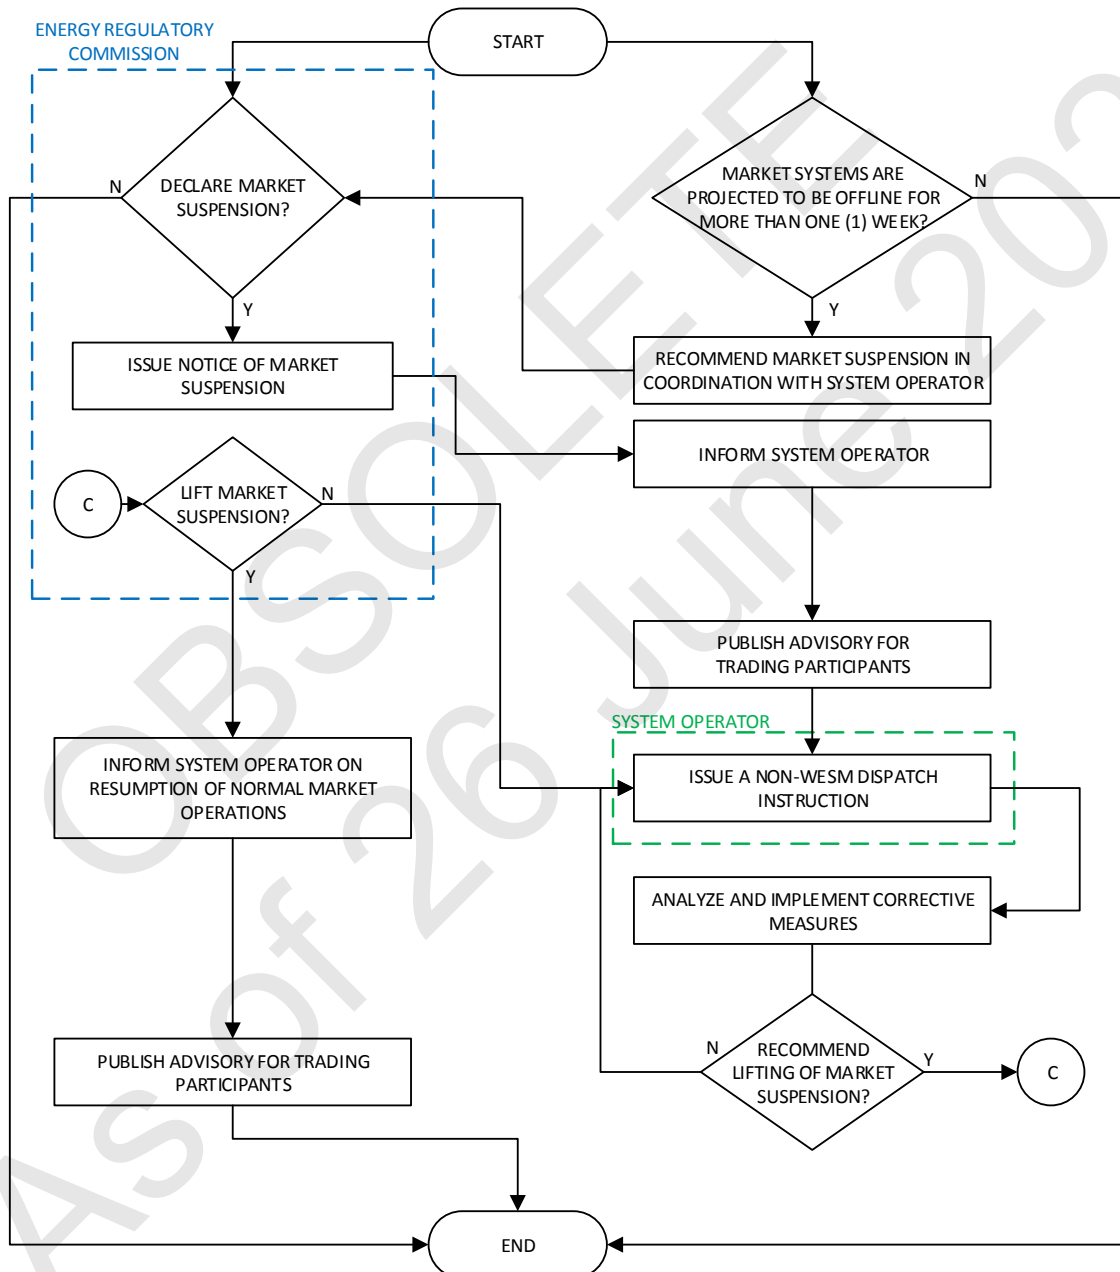 ENERGY REGULATORY
COMMISSION
START
DECLARE MARKET
SUSPENSION?
N
Y
MARKET SYSTEMS ARE
PROJECTED TO BE OFFLINE FOR
MORE THAN ONE (1) WEEK?
N
Y
ISSUE NOTICE OF MARKET
SUSPENSION
RECOMMEND MARKET SUSPENSION IN
COORDINATION WITH SYSTEM OPERATOR
INFORM SYSTEM OPERATOR
C
LIFT MARKET
SUSPENSION?
N
Y
PUBLISH ADVISORY FOR
TRADING PARTICIPANTS
SYSTEM OPERATOR
ISSUE A NON-WESM DISPATCH
INSTRUCTION
INFORM SYSTEM OPERATOR ON
RESUMPTION OF NORMAL MARKET
OPERATIONS
ANALYZE AND IMPLEMENT CORRECTIVE
MEASURES
PUBLISH ADVISORY FOR TRADING
PARTICIPANTS
N
RECOMMEND
LIFTING OF MARKET
SUSPENSION?
Y
C
END
OBSOLETE
As of 26 June